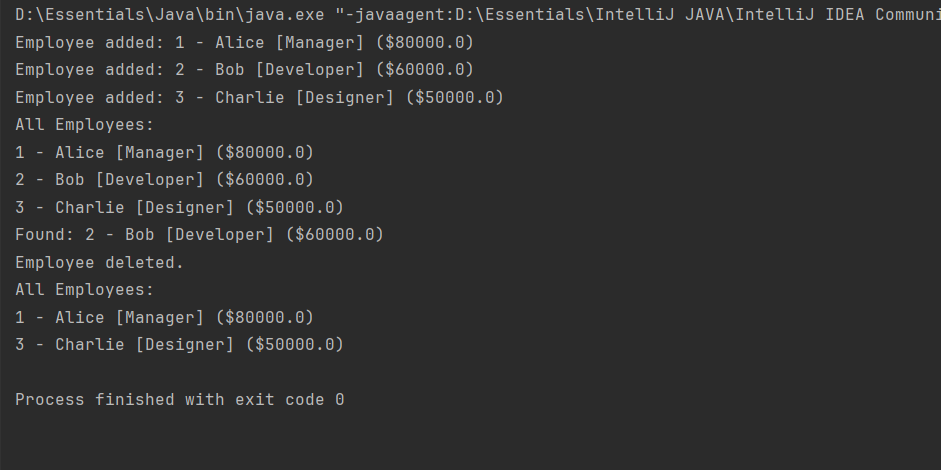 D:\Essentials\Java\bin\java.exe "-javaagent:D:\Essentials\IntelliJ JAVA\IntelliJ IDEA Communi
Employee added: 1 - Alice [Manager] ($80000.0)
Employee added: 2 - Bob [Developer] ($60000.0)
Employee added: 3 - Charlie [Designer] ($50000.0)
All Employees:
1 - Alice [Manager] ($80000.0)
2 - Bob [Developer] ($60000.0)
3 - Charlie [Designer] ($50000.0)
Found: 2 - Bob [Developer] ($60000.0)
Employee deleted.
All Employees:
1 - Alice [Manager] ($80000.0)
3 - Charlie [Designer] ($50000.0)
Process finished with exit code 0